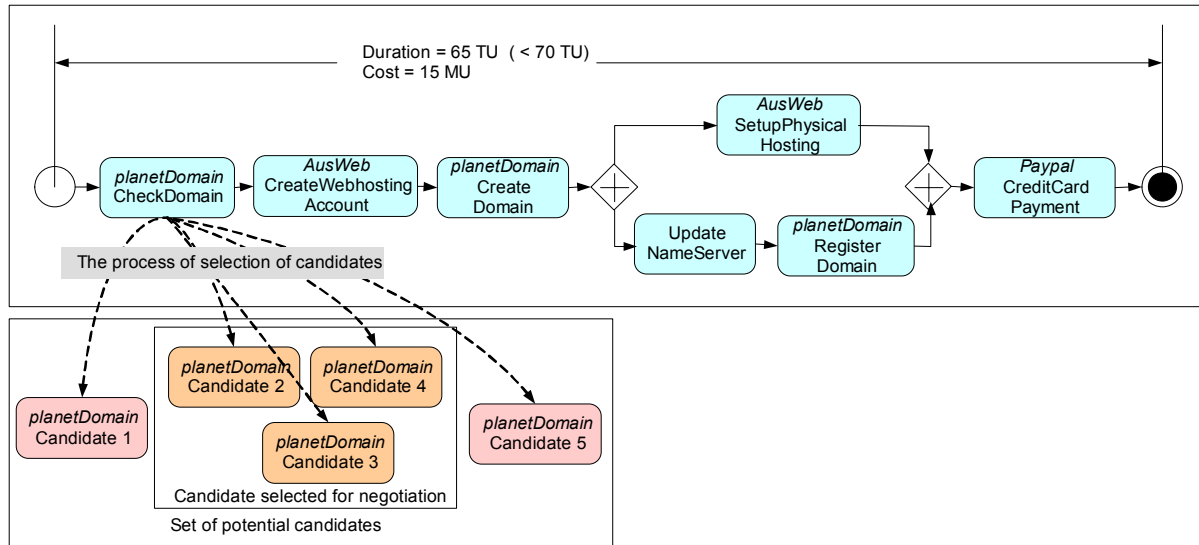 Duration = 65 TU ( < 70 TU)
Cost = 15 MU
planetDomain
CheckDomain
AusWeb
CreateWebhosting
Account
planetDomain
Create
Domain
AusWeb
SetupPhysical
Hosting
Update
NameServer
planetDomain
Register
Domain
Paypal
CreditCard
Payment
The process of selection of candidates
planetDomain
Candidate 1
planetDomain
Candidate 2
planetDomain
Candidate 4
planetDomain
Candidate 3
planetDomain
Candidate 5
Candidate selected for negotiation
Set of potential candidates